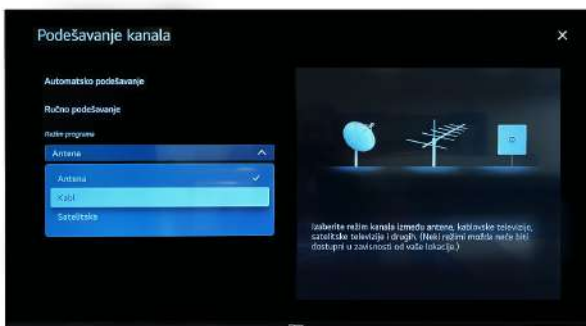 Podešavanje kanala
Automatsko podešavanje
Ručno podešavanje
Režim programa
Antena
Antena
Kabl
Satelitska
Izaberite režim kanala između antene, kablovske televizije,
satelitske televizije i drugih. (Neki režimi možda neće biti
dostupni u zavisnosti od vaše lokacije.)